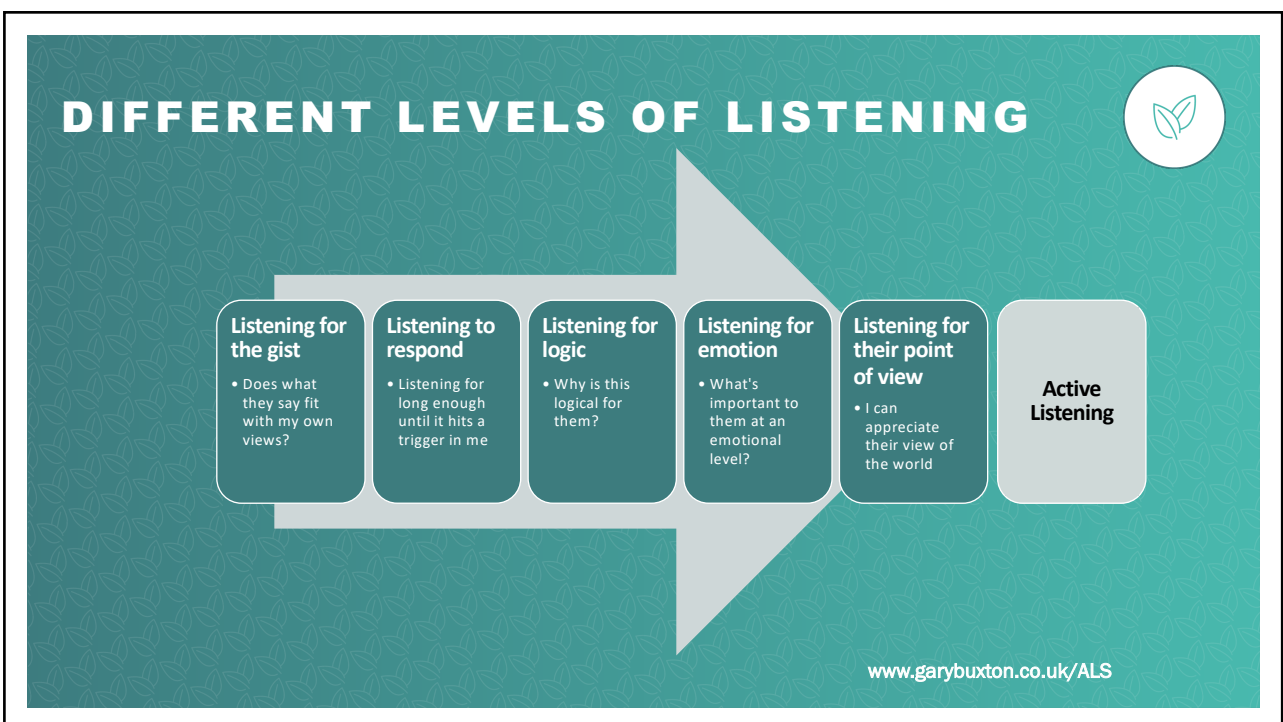 DIFFERENT LEVELS OF LISTENING
Listening for
the gist
• Does what
they say fit
with my own
views?
Listening to
respond
• Listening for
long enough
until it hits a
trigger in me
Listening for
logic
• Why is this
logical for
them?
Listening for
emotion
• What's
important to
them at an
emotional
level?
Listening for
their point
of view
• I can
appreciate
their view of
the world
Active
Listening
www.garybuxton.co.uk/ALS